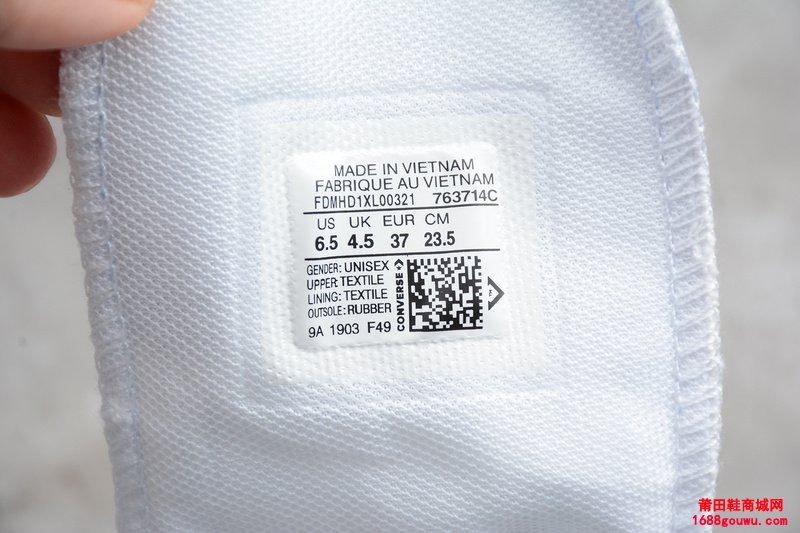 MADE IN VIETNAM
FABRIQUE AU VIETNAM
FDMHD1XL00321 763714C
US UK EUR CM
6.5 4.5 37 23.5
GENDER: UNISEX
UPPER: TEXTILE
LINING: TEXTILE
OUTSOLE: RUBBER
9A 1903 F49
CONVERSE
莆田鞋商城网
1688gouwu.com